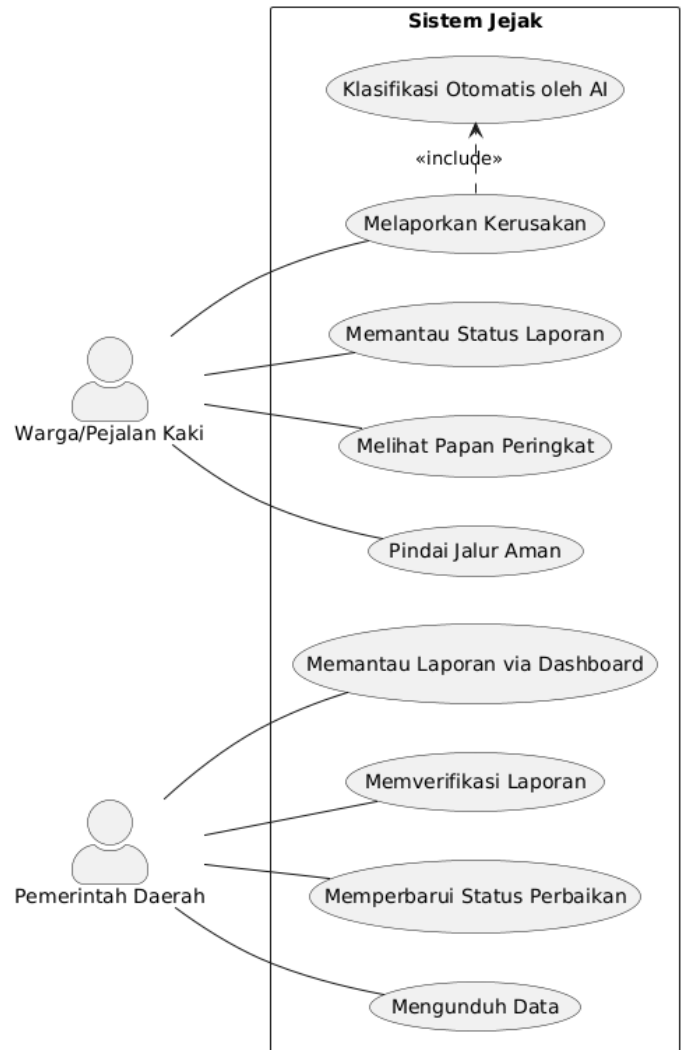 Sistem Jejak
Klasifikasi Otomatis oleh AI
«include»
Melaporkan Kerusakan
Memantau Status Laporan
Warga/Pejalan Kaki
Melihat Papan Peringkat
Pindai Jalur Aman
Memantau Laporan via Dashboard
Memverifikasi Laporan
Pemerintah Daerah
Memperbarui Status Perbaikan
Mengunduh Data